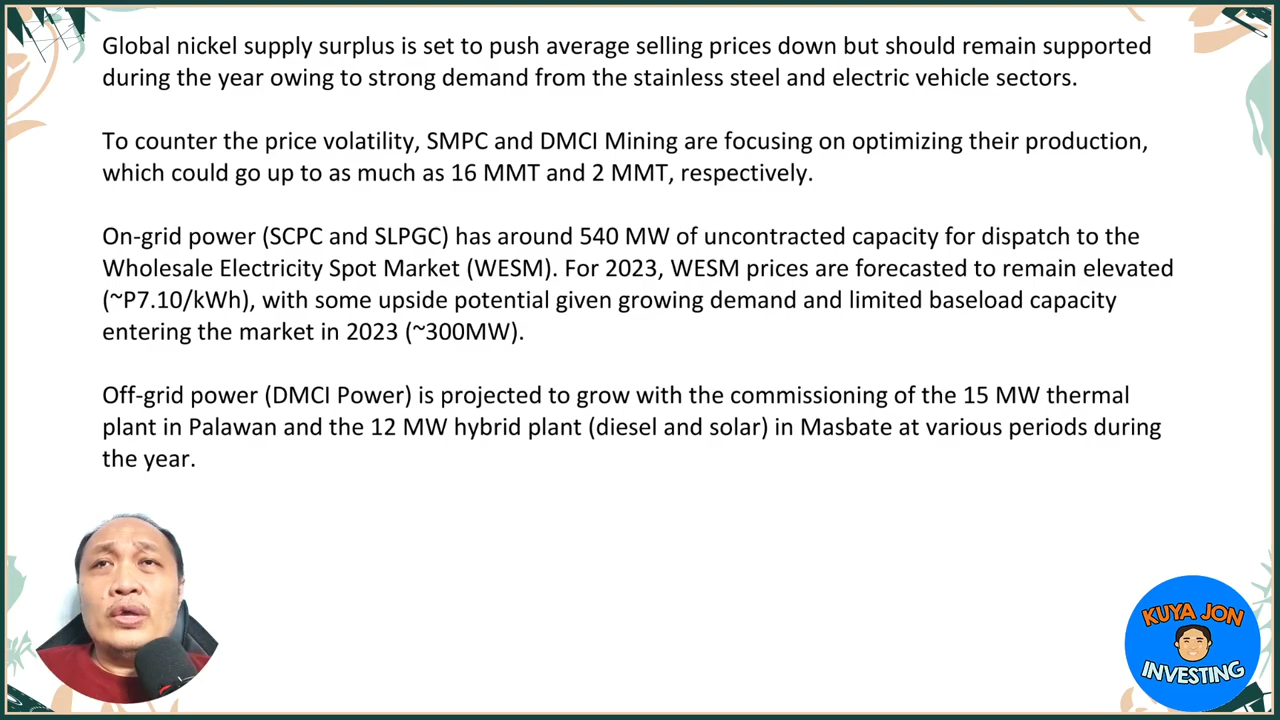 Global nickel supply surplus is set to push average selling prices down but should remain supported
during the year owing to strong demand from the stainless steel and electric vehicle sectors.
To counter the price volatility, SMPC and DMCI Mining are focusing on optimizing their production,
which could go up to as much as 16 MMT and 2 MMT, respectively.
On-grid power (SCPC and SLPGC) has around 540 MW of uncontracted capacity for dispatch to the
Wholesale Electricity Spot Market (WESM). For 2023, WESM prices are forecasted to remain elevated
(~P7.10/kWh), with some upside potential given growing demand and limited baseload capacity
entering the market in 2023 (~300MW).
Off-grid power (DMCI Power) is projected to grow with the commissioning of the 15 MW thermal
plant in Palawan and the 12 MW hybrid plant (diesel and solar) in Masbate at various periods during
the year.
KUYA JON
INVESTING